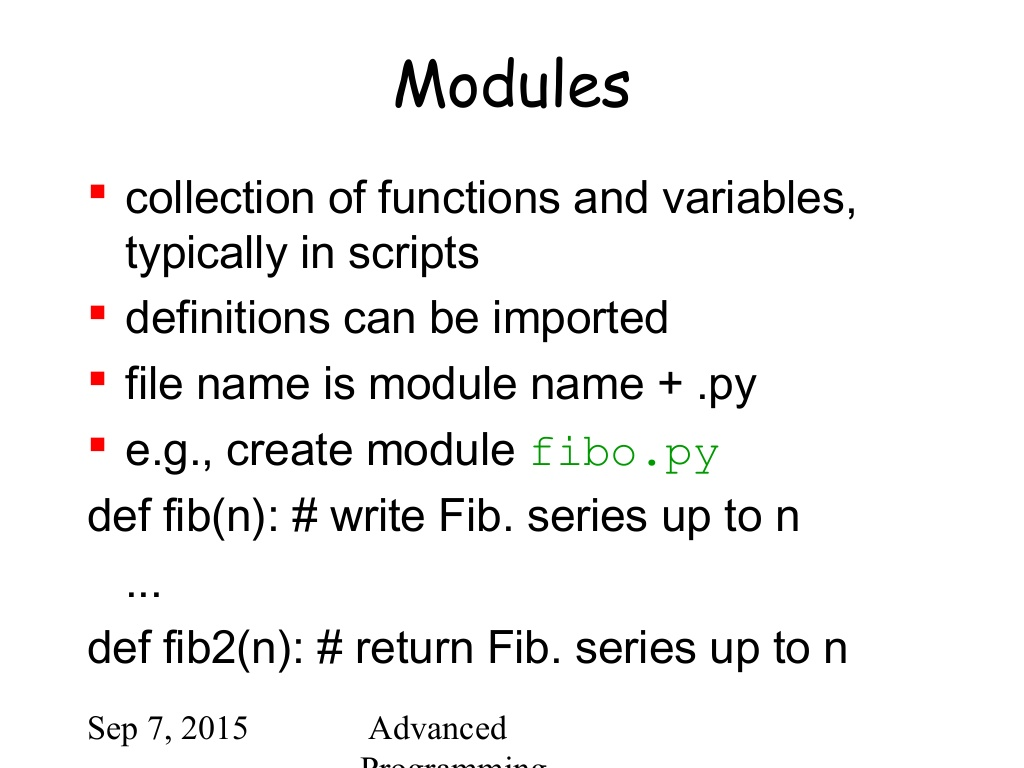 Modules
collection of functions and variables,
typically in scripts
definitions can be imported
file name is module name + .py
e.g., create module fibo.py
def fib(n): # write Fib. series up to n
...
def fib2(n): # return Fib. series up to n
Sep 7, 2015 Advanced
Programming